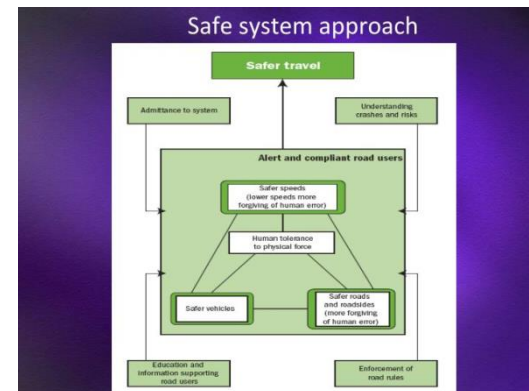 Safe system approach
Safer travel
Admittance to system
Understanding
crashes and risks
Alert and compliant road users
Safer speeds
(lower speeds more
forgiving of human error)
Human tolerance
to physical force
Safer vehicles
Safer roads
and roadsides
(more forgiving
of human error)
Education and
information supporting
road users
Enforcement of
road rules